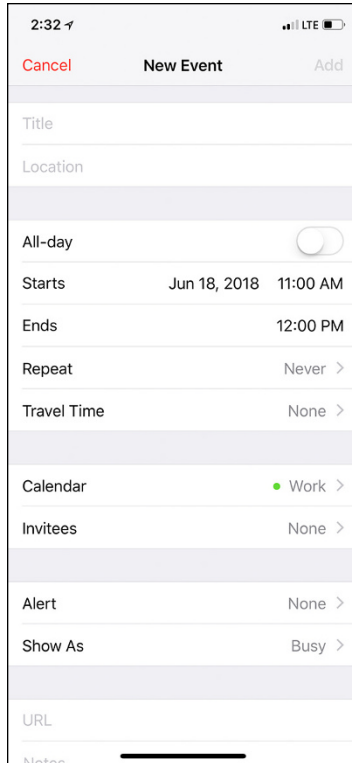 2:32 LTE
Cancel New Event Add
Title
Location
All-day
Starts Jun 18, 2018 11:00 AM
Ends 12:00 PM
Repeat Never
Travel Time None
Calendar Work
Invitees None
Alert None
Show As Busy
URL
Notes